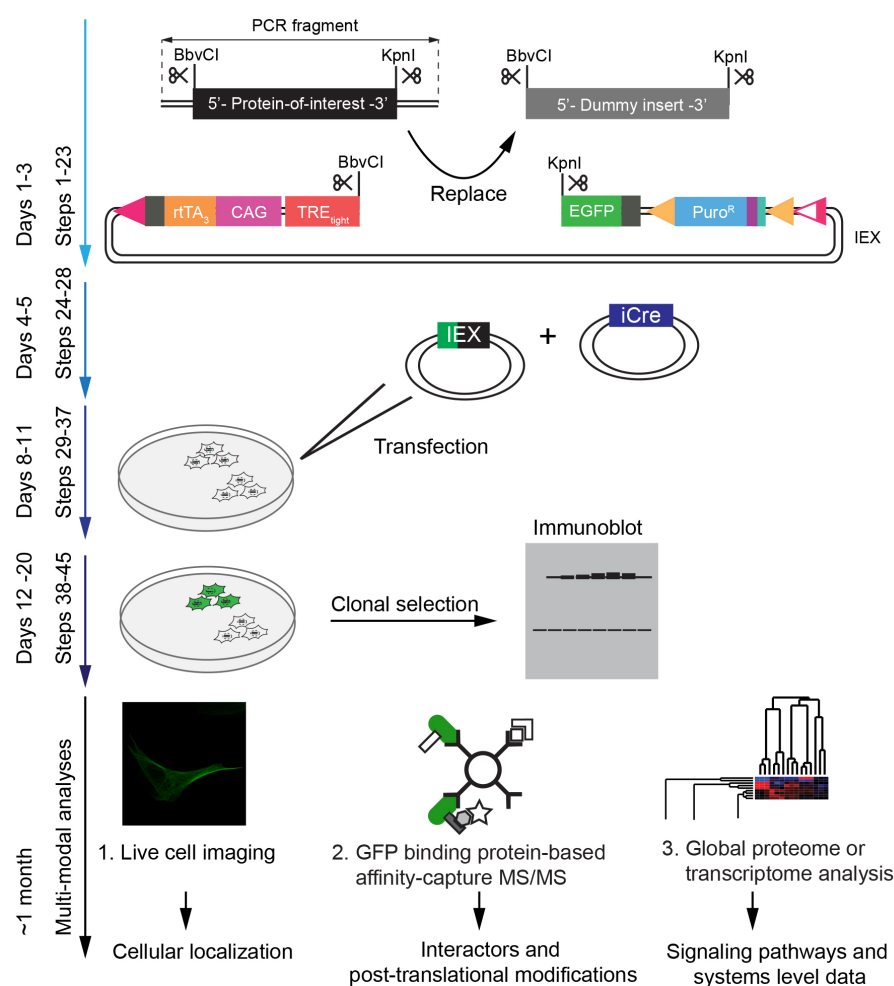 PCR fragment
BbvCI
KpnI
BbvCI
KpnI
5'- Protein-of-interest -3'
5'- Dummy insert -3'
Days 1-3
Steps 1-23
BbvCI
KpnI
Replace
rtTA3
CAG
TREtight
EGFP
PuroR
IEX
Days 4-5
Steps 24-28
IEX
+
iCre
Days 8-11
Steps 29-37
Transfection
Days 12 -20
Steps 38-45
Immunoblot
Clonal selection
~1 month
Multi-modal analyses
1. Live cell imaging
2. GFP binding protein-based
affinity-capture MS/MS
3. Global proteome or
transcriptome analysis
Cellular localization
Interactors and
post-translational modifications
Signaling pathways and
systems level data